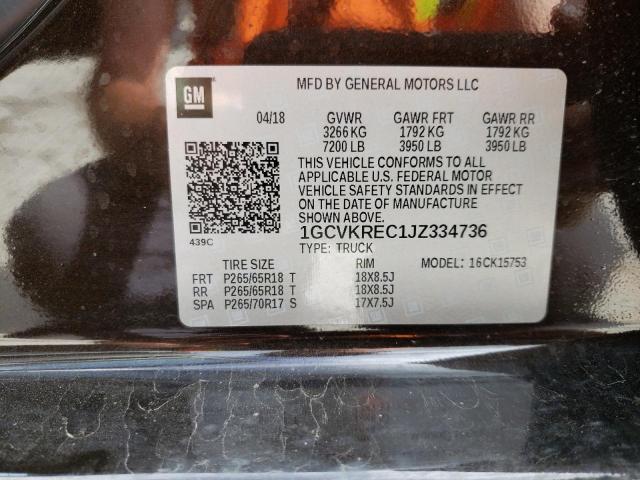 GM
MFD BY GENERAL MOTORS LLC
04/18 GVWR GAWR FRT GAWR RR
3266 KG 1792 KG 1792 KG
7200 LB 3950 LB 3950 LB
THIS VEHICLE CONFORMS TO ALL
APPLICABLE U.S. FEDERAL MOTOR
VEHICLE SAFETY STANDARDS IN EFFECT
ON THE DATE OF MANUFACTURE
SHOWN ABOVE.
439C
1GCVKREC1JZ334736
TYPE: TRUCK
TIRE SIZE RIM MODEL: 16CK15753
FRT P265/65R18 T 18X8.5J
RR P265/65R18 T 18X8.5J
SPA P265/70R17 S 17X7.5J